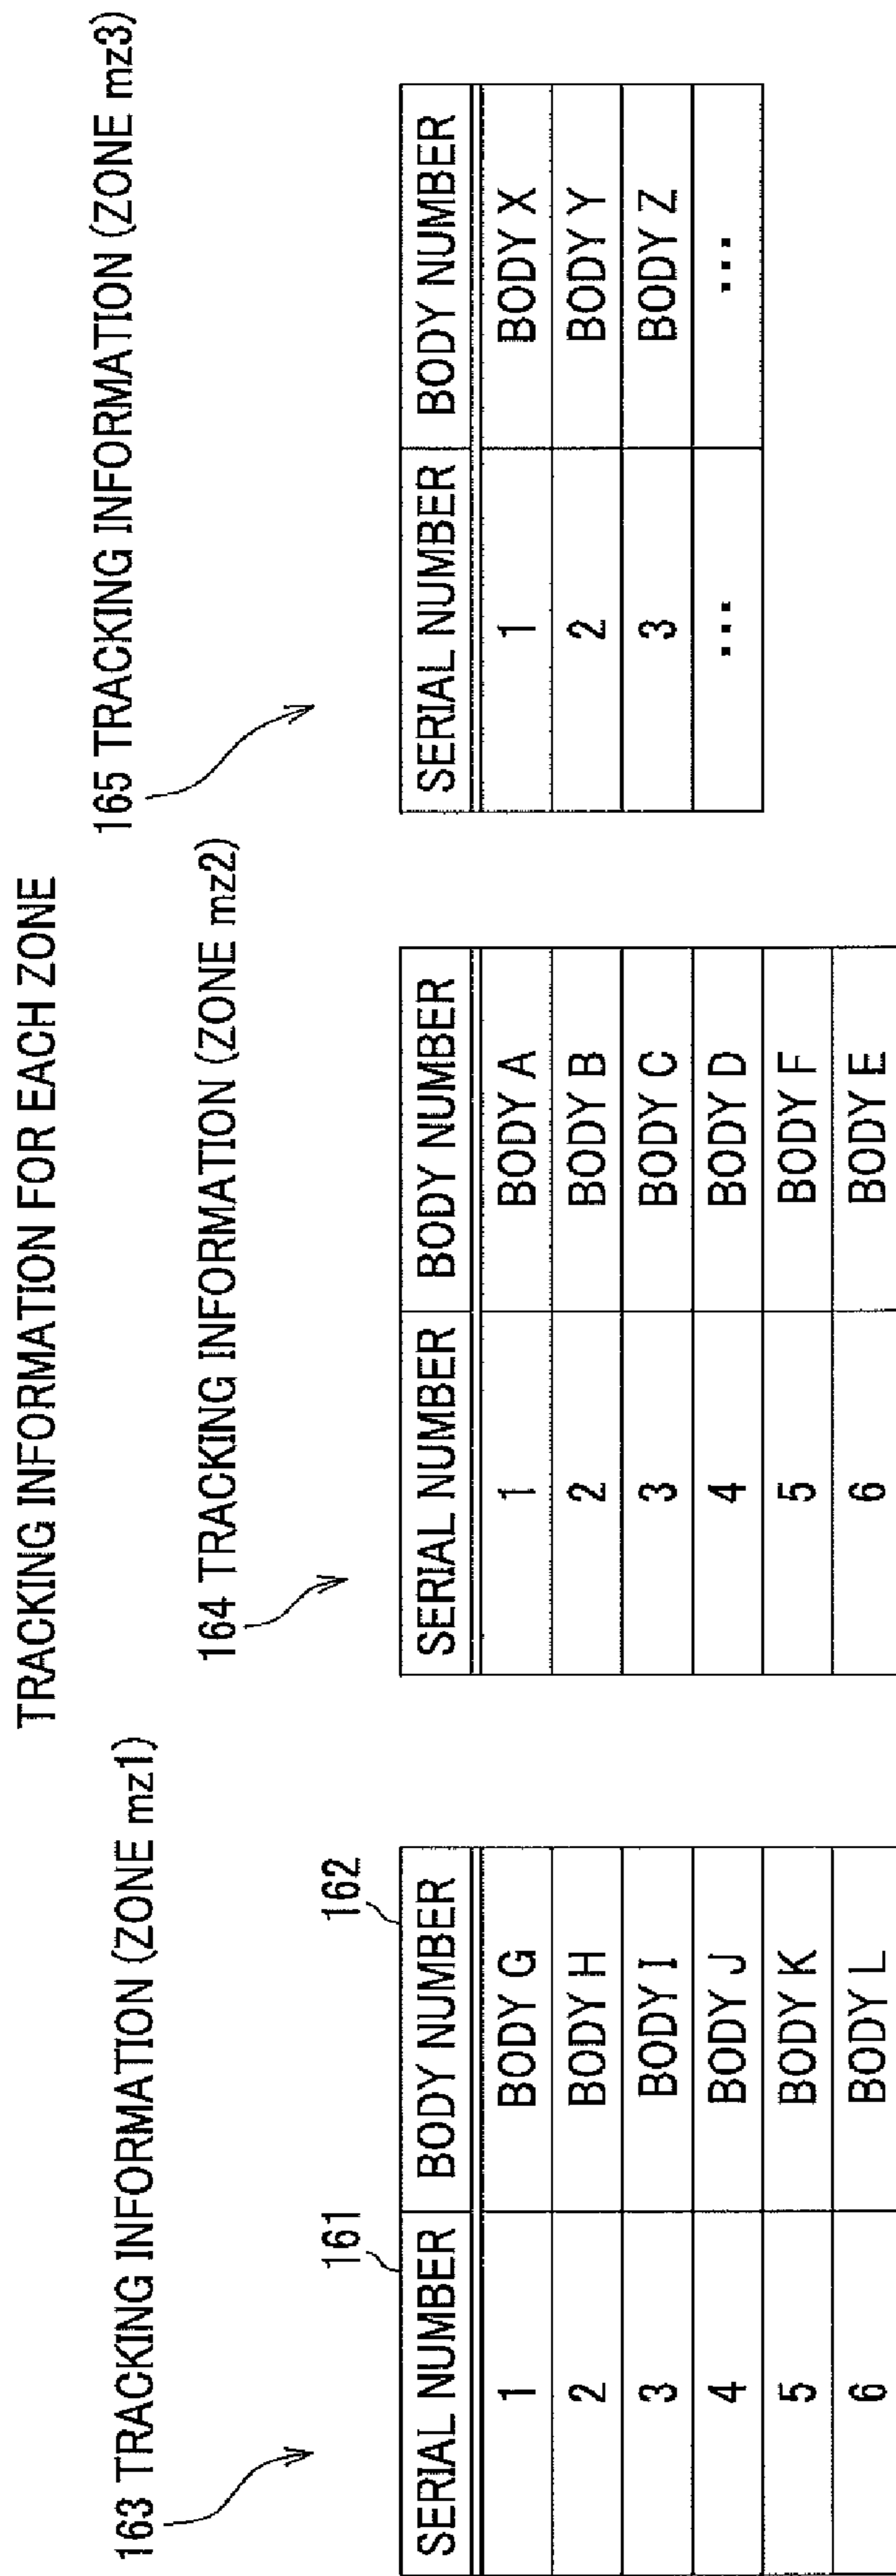 TRACKING INFORMATION FOR EACH ZONE
163 TRACKING INFORMATION (ZONE mz1)
161
162
SERIAL NUMBER BODY NUMBER
1 BODY G
2 BODY H
3 BODY I
4 BODY J
5 BODY K
6 BODY L
164 TRACKING INFORMATION (ZONE mz2)
SERIAL NUMBER BODY NUMBER
1 BODY A
2 BODY B
3 BODY C
4 BODY D
5 BODY F
6 BODY E
165 TRACKING INFORMATION (ZONE mz3)
SERIAL NUMBER BODY NUMBER
1 BODY X
2 BODY Y
3 BODY Z
... ...